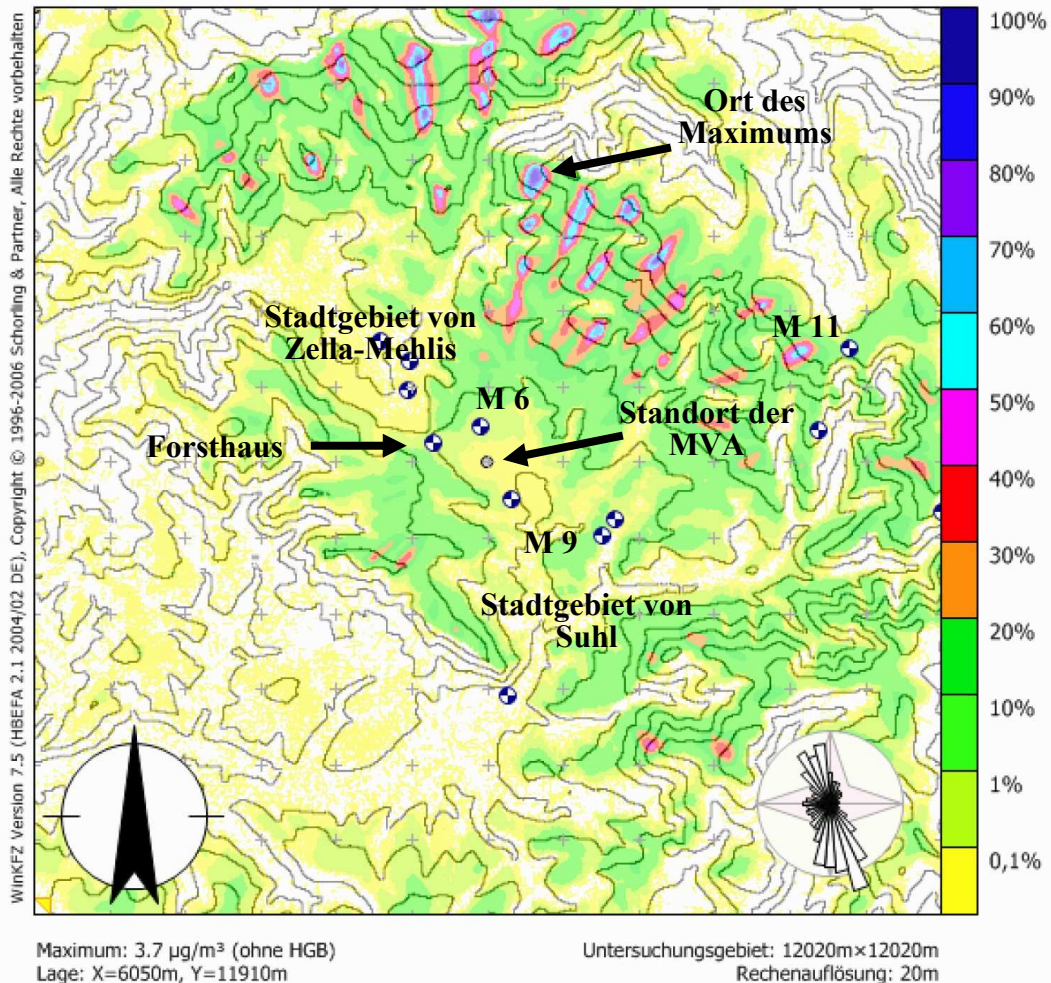 WinKFZ Version 7.5 (HBEFA 2.1 2004/02 DE), Copyright © 1996-2006 Schorling & Partner, Alle Rechte vorbehalten
100%
90%
80%
70%
60%
50%
40%
30%
20%
10%
1%
0,1%
Ort des
Maximums
Stadtgebiet von
Zella-Mehlis
M 11
M 6
Standort der
MVA
Forsthaus
M 9
Stadtgebiet von
Suhl
Maximum: 3.7 µg/m³ (ohne HGB)
Lage: X=6050m, Y=11910m
Untersuchungsgebiet: 12020m×12020m
Rechenauflösung: 20m